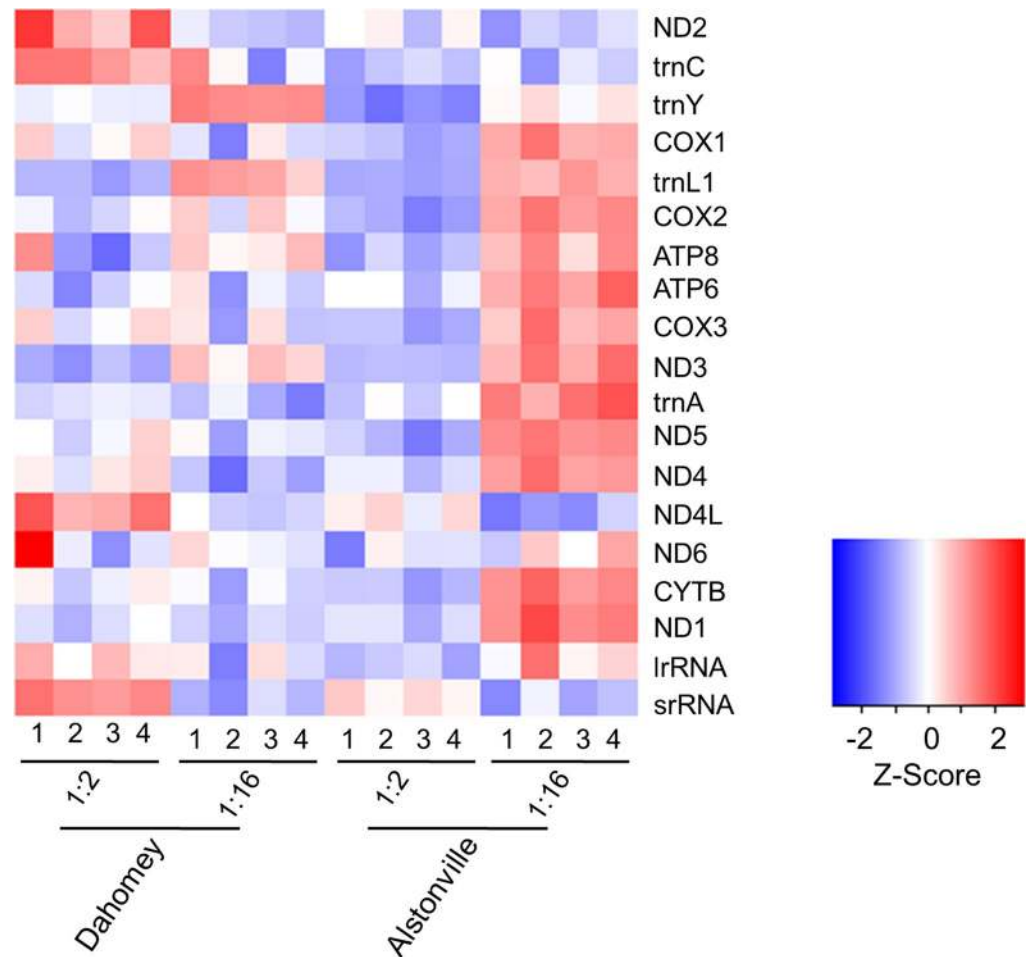 ND2
trnC
trnY
COX1
trnL1
COX2
ATP8
ATP6
COX3
ND3
trnA
ND5
ND4
ND4L
ND6
CYTB
ND1
lrRNA
srRNA
1 2 3 4 1 2 3 4 1 2 3 4 1 2 3 4
1:2 1:16 1:2 1:16
Dahomey Alstonville
-2 0 2
Z-Score